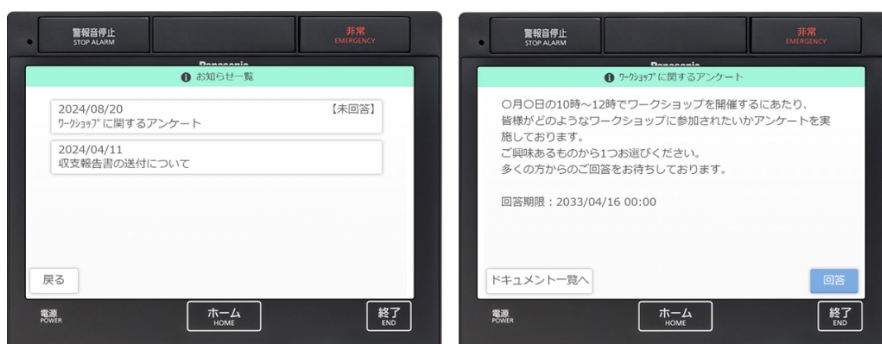 警報音停止
STOP ALARM
非常
EMERGENCY
Panasonic
お知らせ一覧
2024/08/20
【未回答】
ワークショップに関するアンケート
2024/04/11
収支報告書の送付について
戻る
電源
POWER
ホーム
HOME
終了
END
警報音停止
STOP ALARM
非常
EMERGENCY
Panasonic
ワークショップに関するアンケート
〇月〇日の10時～12時でワークショップを開催するにあたり、
皆様がどのようなワークショップに参加されたいかアンケートを実
施しております。
ご興味あるものから1つお選びください。
多くの方からのご回答をお待ちしております。
回答期限：2033/04/16 00:00
ドキュメント一覧へ
回答
電源
POWER
ホーム
HOME
終了
END